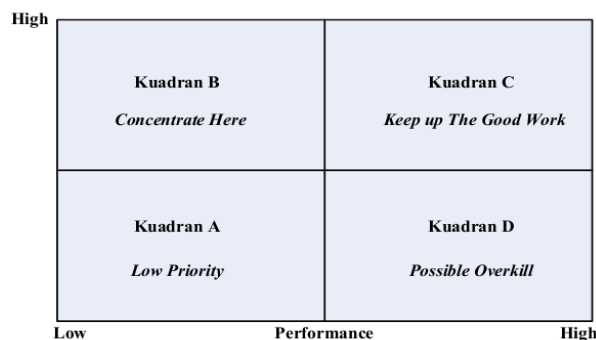 High
Kuadran B
Concentrate Here
Kuadran C
Keep up The Good Work
Kuadran A
Low Priority
Kuadran D
Possible Overkill
Low
Performance
High